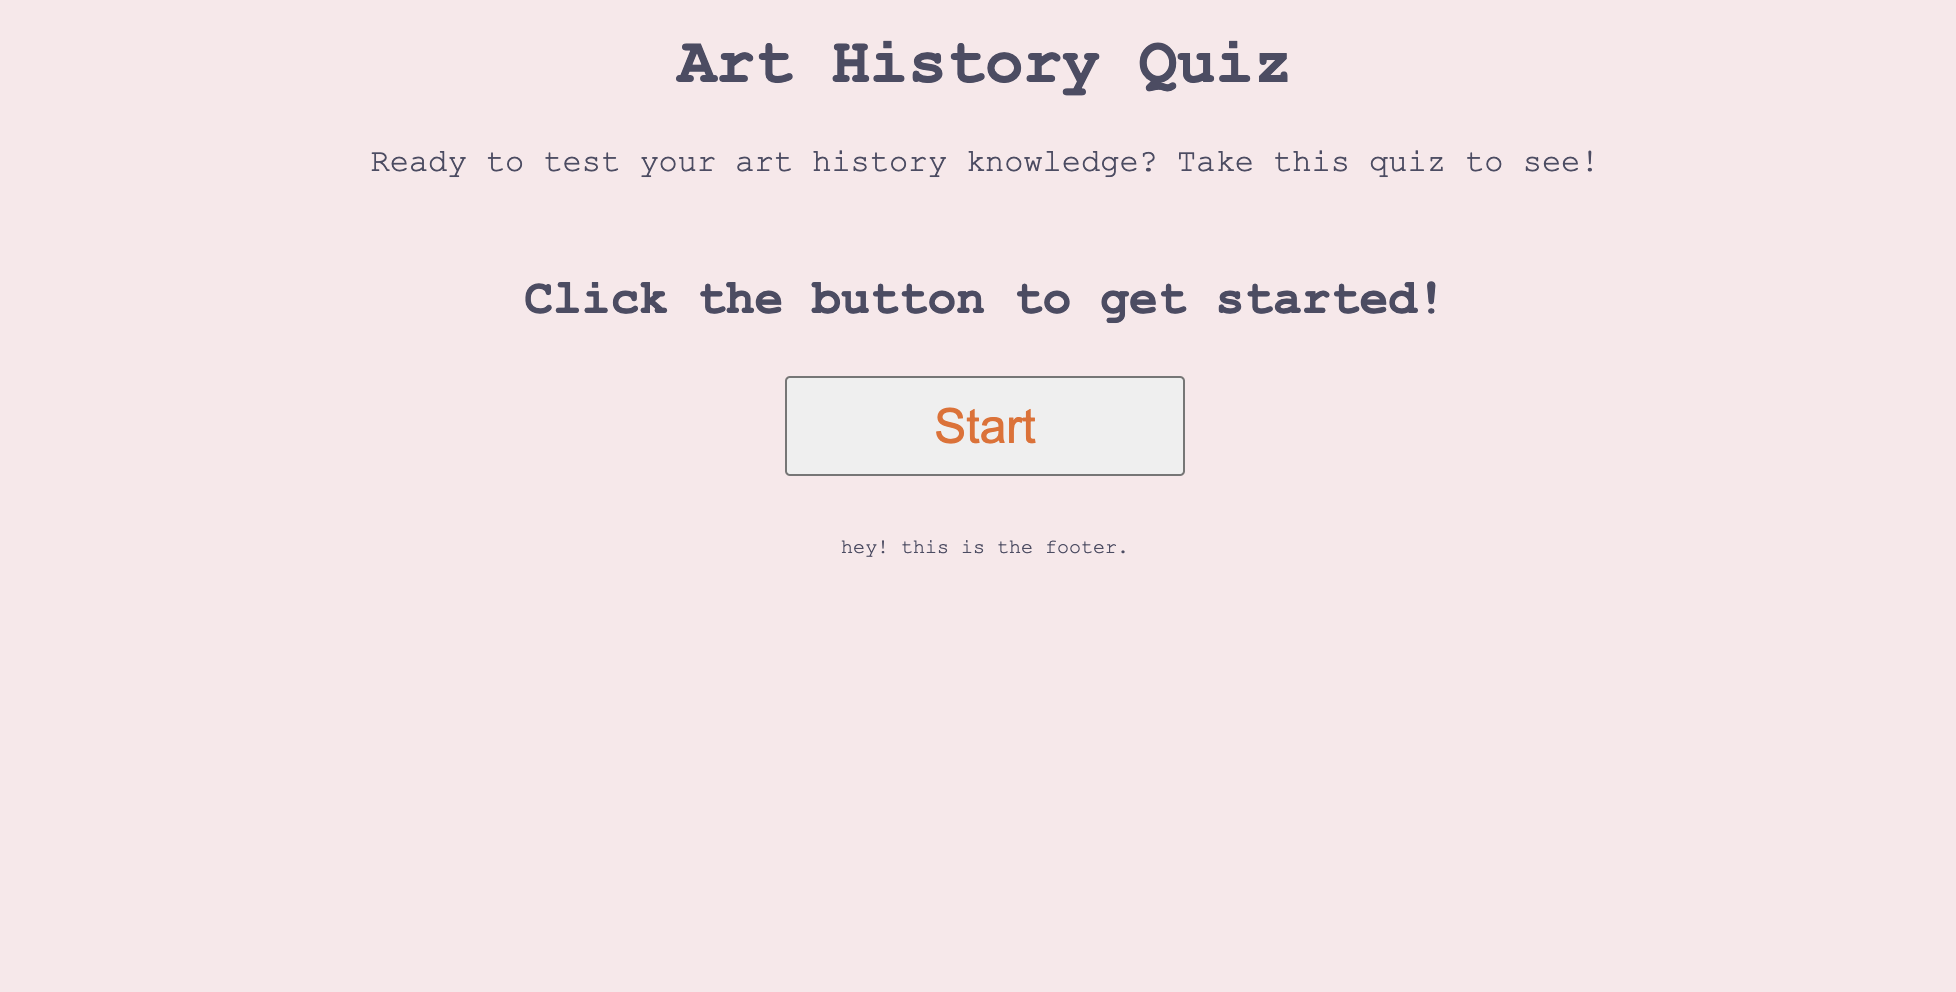 Art History Quiz
Ready to test your art history knowledge? Take this quiz to see!
Click the button to get started!
Start
hey! this is the footer.